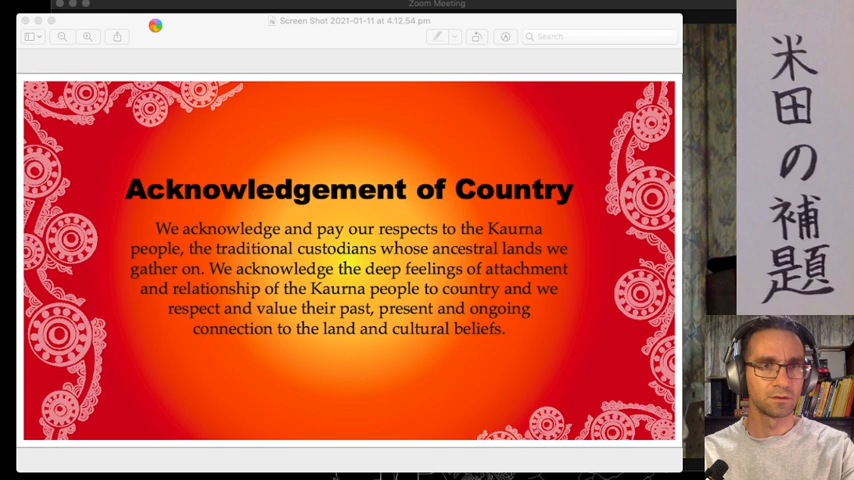 Zoom Meeting
Screen Shot 2021-01-11 at 4.12.54 pm
Search
Acknowledgement of Country
We acknowledge and pay our respects to the Kaurna
people, the traditional custodians whose ancestral lands we
gather on. We acknowledge the deep feelings of attachment
and relationship of the Kaurna people to country and we
respect and value their past, present and ongoing
connection to the land and cultural beliefs.
米田の補題